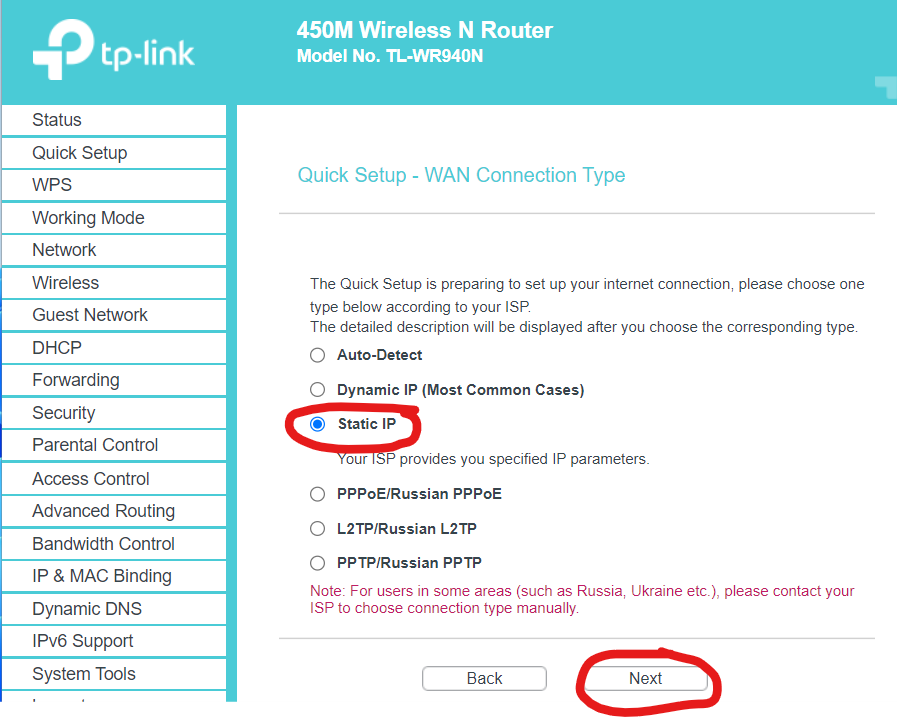 tp-link
450M Wireless N Router
Model No. TL-WR940N
Status
Quick Setup
WPS
Working Mode
Network
Wireless
Guest Network
DHCP
Forwarding
Security
Parental Control
Access Control
Advanced Routing
Bandwidth Control
IP & MAC Binding
Dynamic DNS
IPv6 Support
System Tools
Quick Setup - WAN Connection Type
The Quick Setup is preparing to set up your internet connection, please choose one
type below according to your ISP.
The detailed description will be displayed after you choose the corresponding type.
Auto-Detect
Dynamic IP (Most Common Cases)
Static IP
Your ISP provides you specified IP parameters.
PPPoE/Russian PPPoE
L2TP/Russian L2TP
PPTP/Russian PPTP
Note: For users in some areas (such as Russia, Ukraine etc.), please contact your
ISP to choose connection type manually.
Back
Next